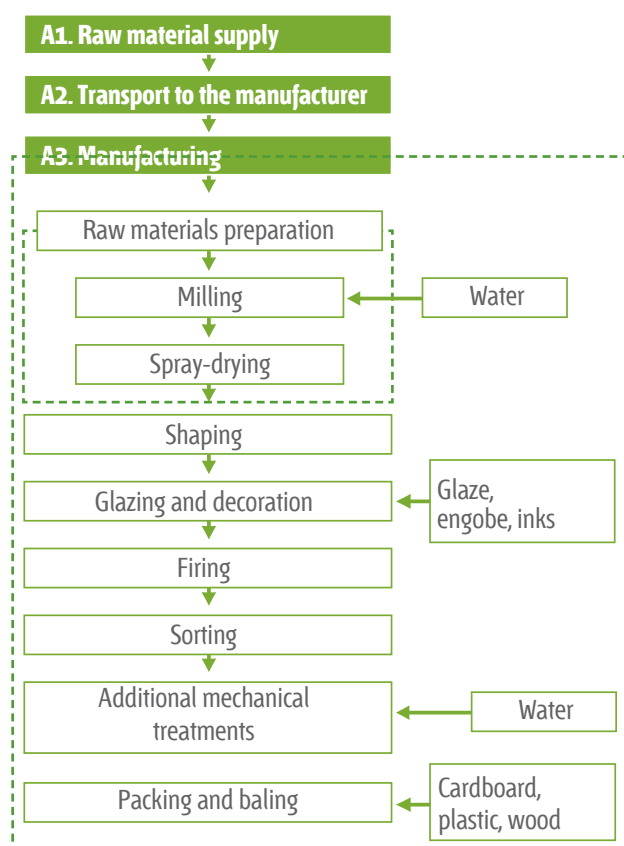 A1. Raw material supply
A2. Transport to the manufacturer
A3. Manufacturing
Raw materials preparation
Milling
Water
Spray-drying
Shaping
Glazing and decoration
Glaze,
engobe, inks
Firing
Sorting
Additional mechanical
treatments
Water
Packing and baling
Cardboard,
plastic, wood